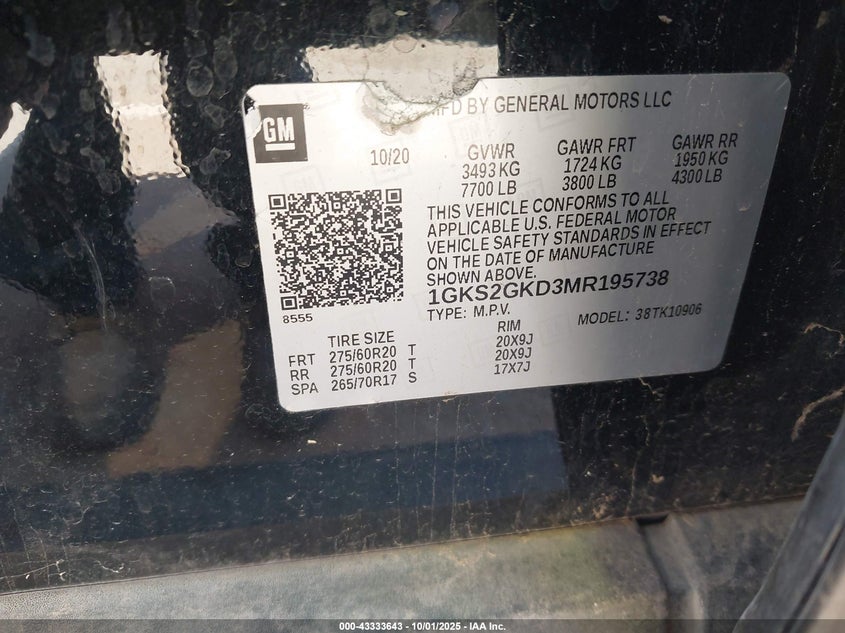 GM
MFD BY GENERAL MOTORS LLC
10/20
GVWR GAWR FRT GAWR RR
3493 KG 1724 KG 1950 KG
7700 LB 3800 LB 4300 LB
THIS VEHICLE CONFORMS TO ALL
APPLICABLE U.S. FEDERAL MOTOR
VEHICLE SAFETY STANDARDS IN EFFECT
ON THE DATE OF MANUFACTURE
SHOWN ABOVE.
1GKS2GKD3MR195738
8555
TYPE: M.P.V. MODEL: 38TK10906
TIRE SIZE RIM
FRT 275/60R20 T 20X9J
RR 275/60R20 T 20X9J
SPA 265/70R17 S 17X7J
000-43333643 - 10/01/2025 - IAA Inc.